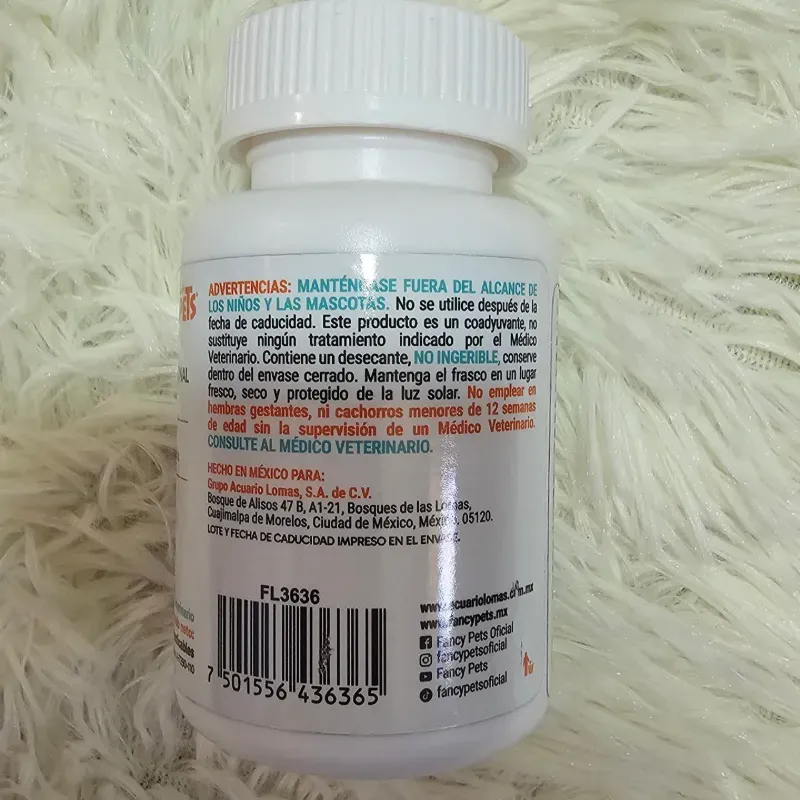 ADVERTENCIAS: MANTÉNGASE FUERA DEL ALCANCE DE
LOS NIÑOS Y LAS MASCOTAS. No se utilice después de la
fecha de caducidad. Este producto es un coadyuvante, no
sustituye ningún tratamiento indicado por el Médico
Veterinario. Contiene un desecante, NO INGERIBLE, conserve
dentro del envase cerrado. Mantenga el frasco en un lugar
fresco, seco y protegido de la luz solar. No emplear en
hembras gestantes, ni cachorros menores de 12 semanas
de edad sin la supervisión de un Médico Veterinario.
CONSULTE AL MÉDICO VETERINARIO.
HECHO EN MÉXICO PARA:
Grupo Acuario Lomas, S.A. de C.V.
Bosque de Alisos 47 B, A1-21, Bosques de las Lomas,
Cuajimalpa de Morelos, Ciudad de México, México. 05120.
LOTE Y FECHA DE CADUCIDAD IMPRESO EN EL ENVASE.
FL3636
7 501556 436365
www.acuariolomas.com.mx
www.fancypets.mx
Fancy Pets Oficial
fancypetsoficial
Fancy Pets
fancypetsoficial